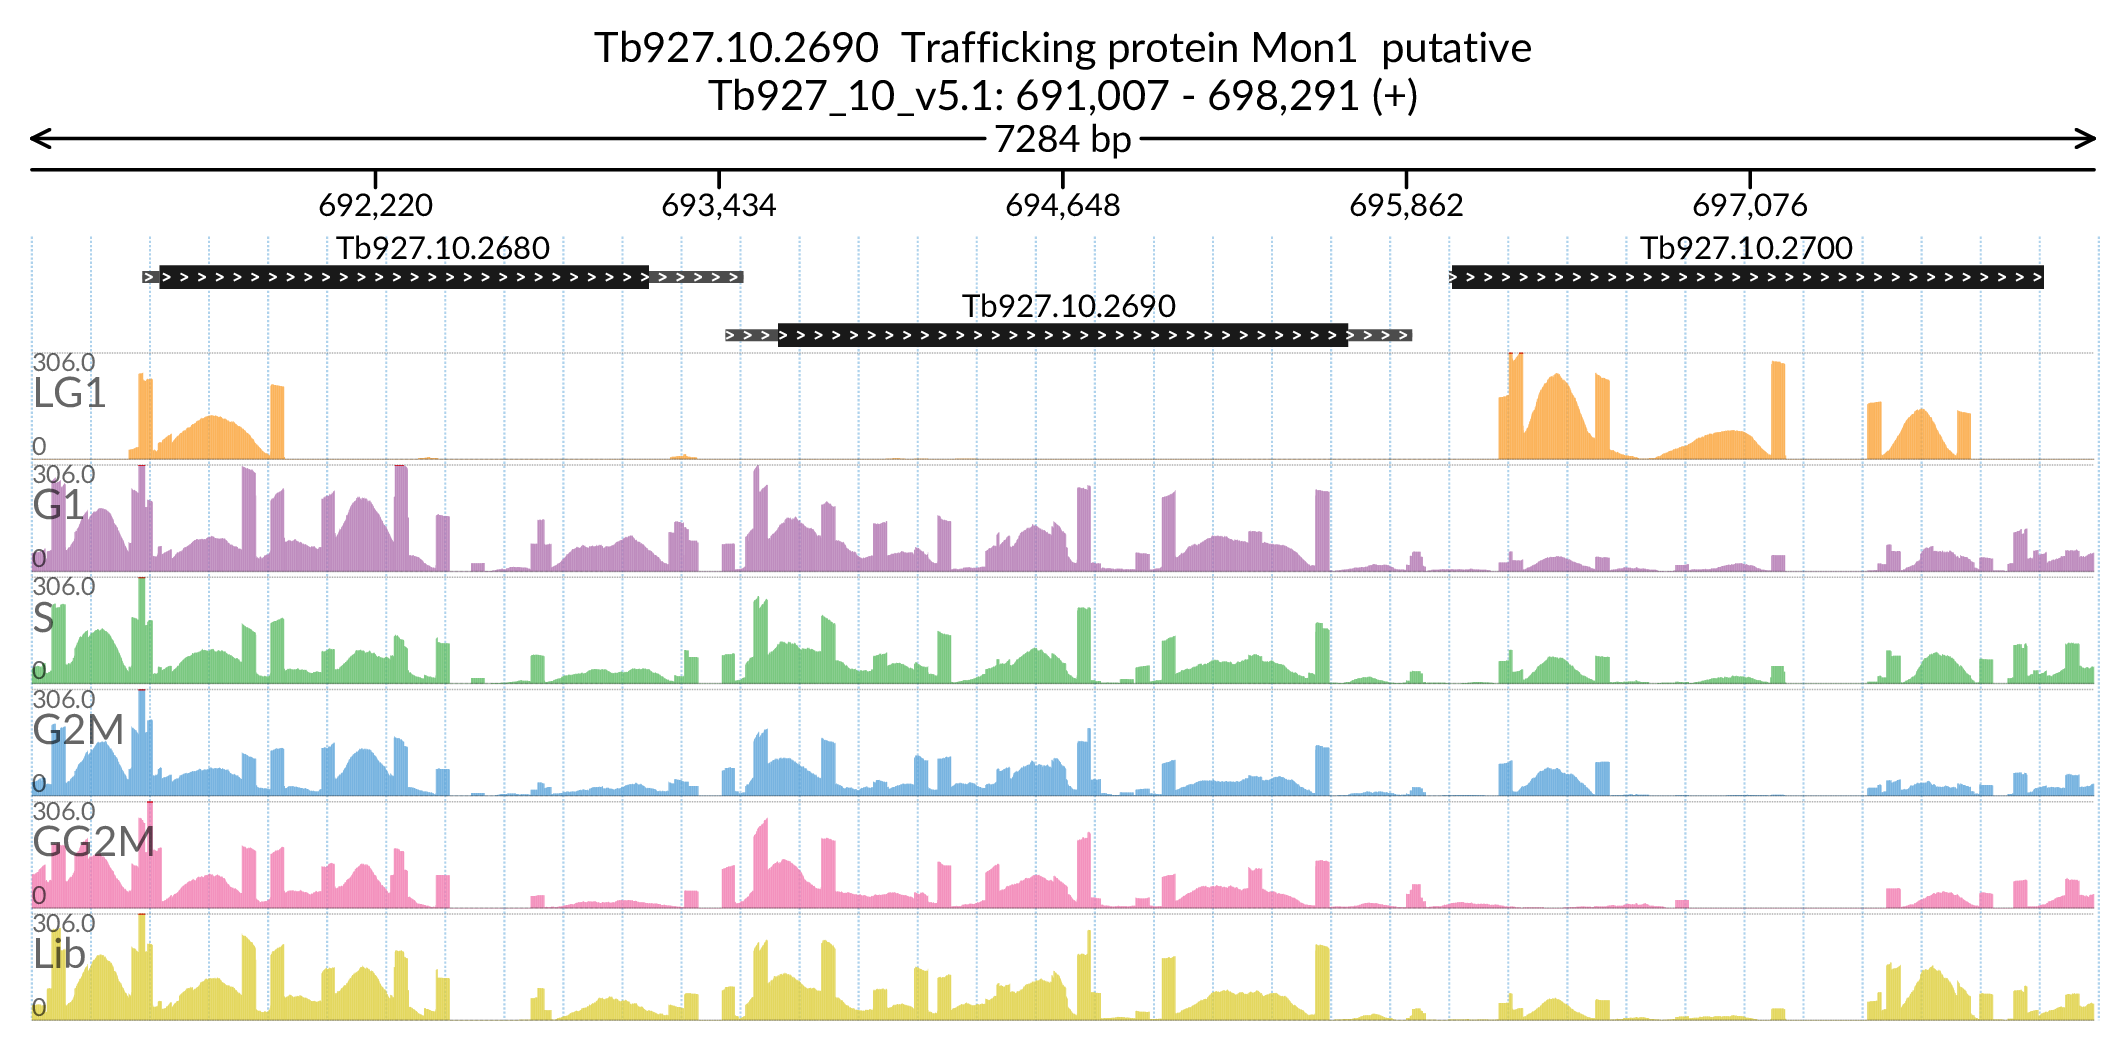 Tb927.10.2690  Trafficking protein Mon1  putative
Tb927_10_v5.1: 691,007 - 698,291 (+)
7284 bp
692,220 693,434 694,648 695,862 697,076
Tb927.10.2680 Tb927.10.2700
Tb927.10.2690
306.0
LG1
0
306.0
G1
0
306.0
S
0
306.0
G2M
0
306.0
GG2M
0
306.0
Lib
0